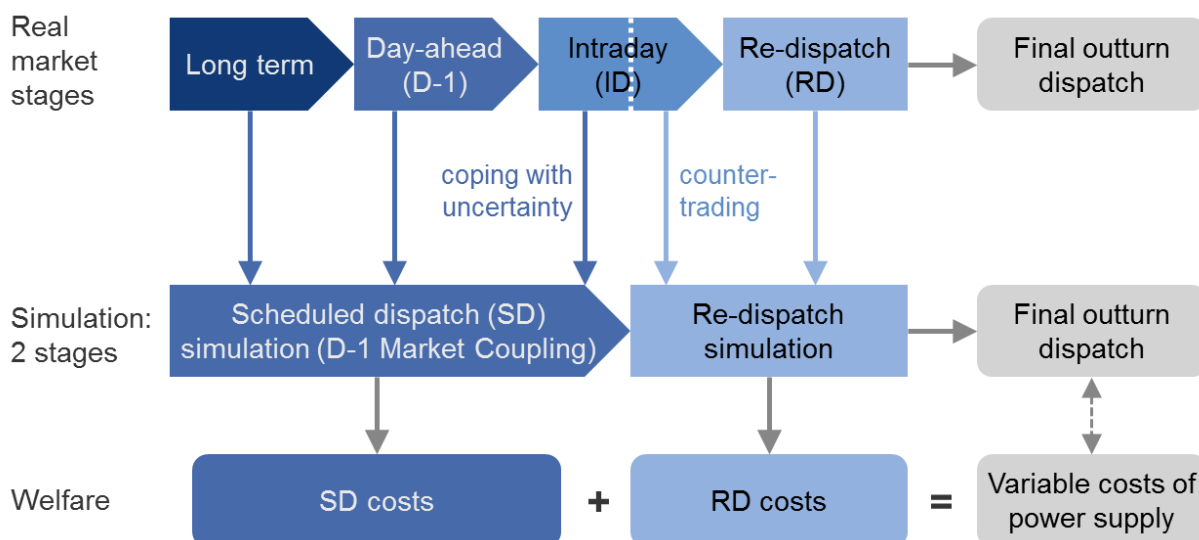 Real
market
stages
Long term
Day-ahead
(D-1)
Intraday
(ID)
Re-dispatch
(RD)
Final outturn
dispatch
coping with
uncertainty
counter-
trading
Simulation:
2 stages
Scheduled dispatch (SD)
simulation (D-1 Market Coupling)
Re-dispatch
simulation
Final outturn
dispatch
Welfare
SD costs
+
RD costs
=
Variable costs of
power supply